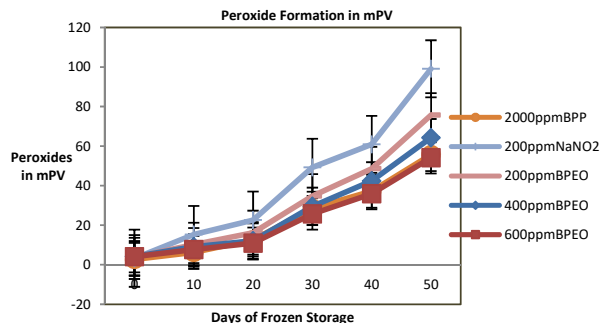 Peroxide Formation in mPV
120
100
80
60
40
20
0
-20
Peroxides
in mPV
0
10
20
30
40
50
Days of Frozen Storage
2000ppmBPP
200ppmNaNO2
200ppmBPEO
400ppmBPEO
600ppmBPEO